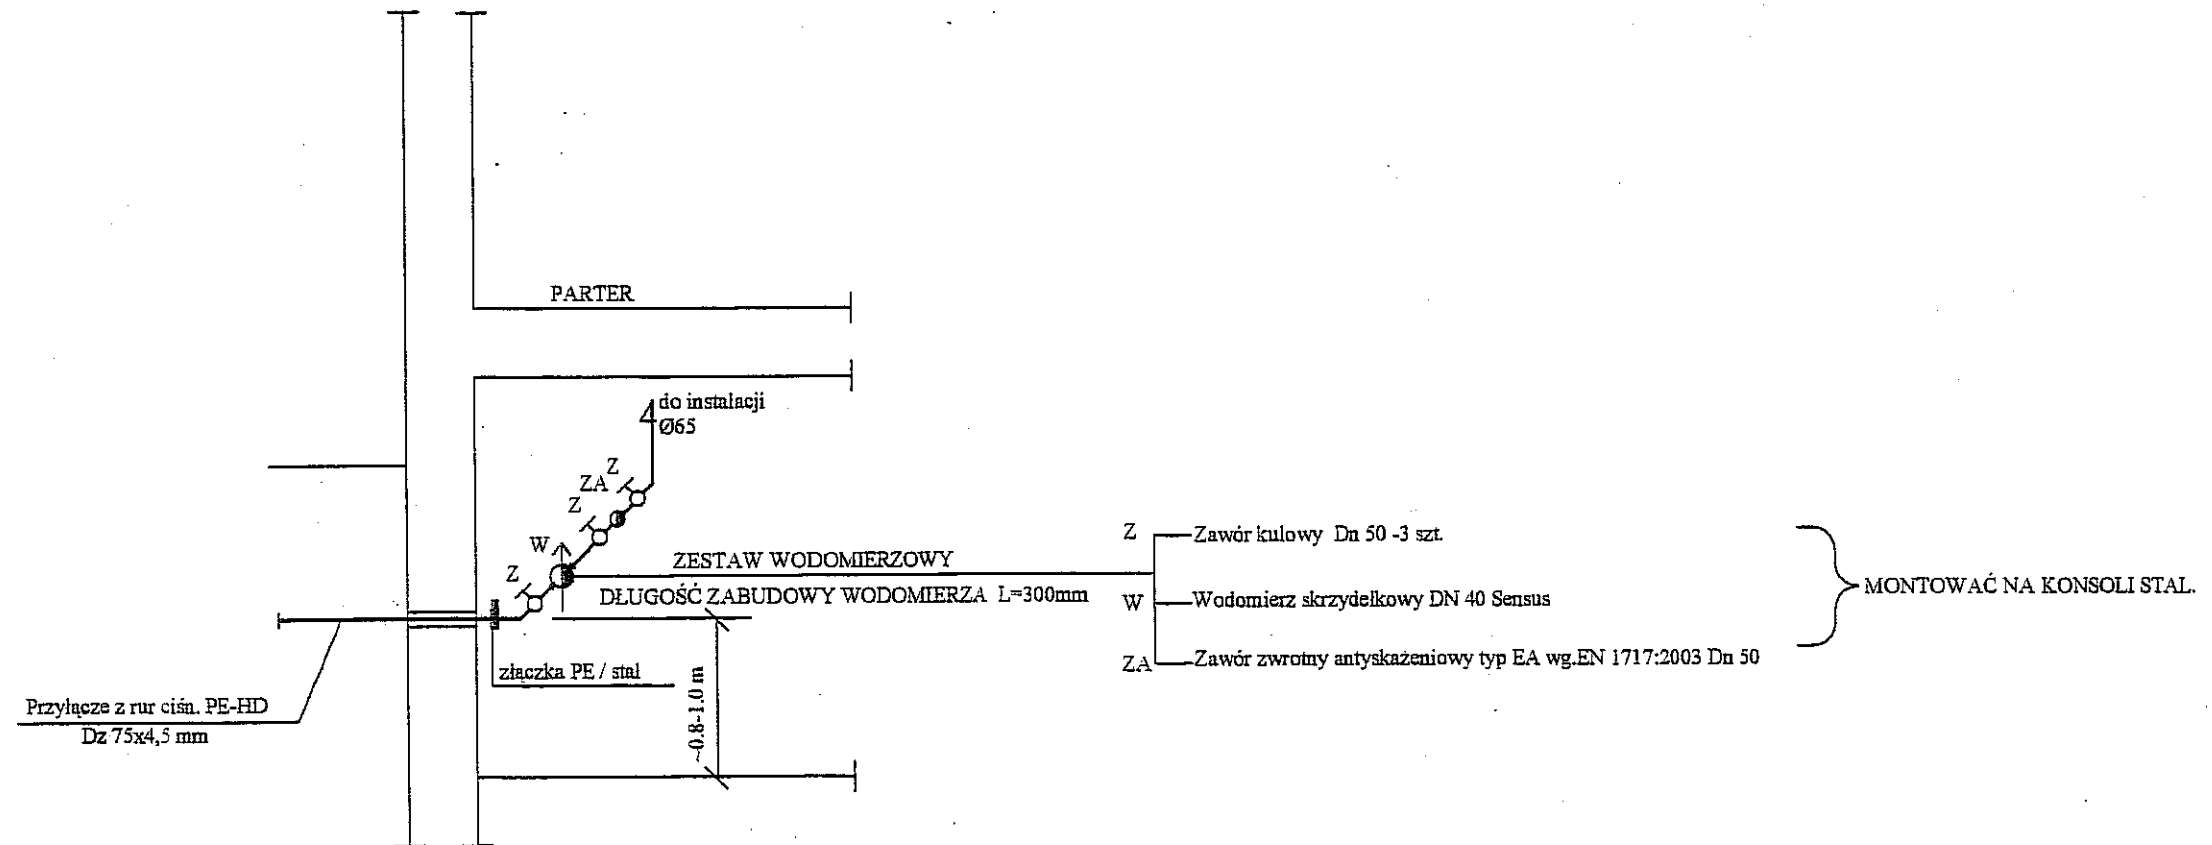 PARTER
do instalacji
Ø65
Z
ZA
Z
W
Z
ZESTAW WODOMIERZOWY
DŁUGOŚĆ ZABUDOWY WODOMIERZA L=300mm
Z Zawór kulowy Dn 50 -3 szt.
W Wodomierz skrzydełkowy DN 40 Sensus
ZA Zawór zwrotny antyskażeniowy typ EA wg.EN 1717:2003 Dn 50
MONTOWAĆ NA KONSOLI STAL.
złączka PE / stal
~0.8-1.0 m
Przyłącze z rur ciśn. PE-HD
Dz 75x4,5 mm